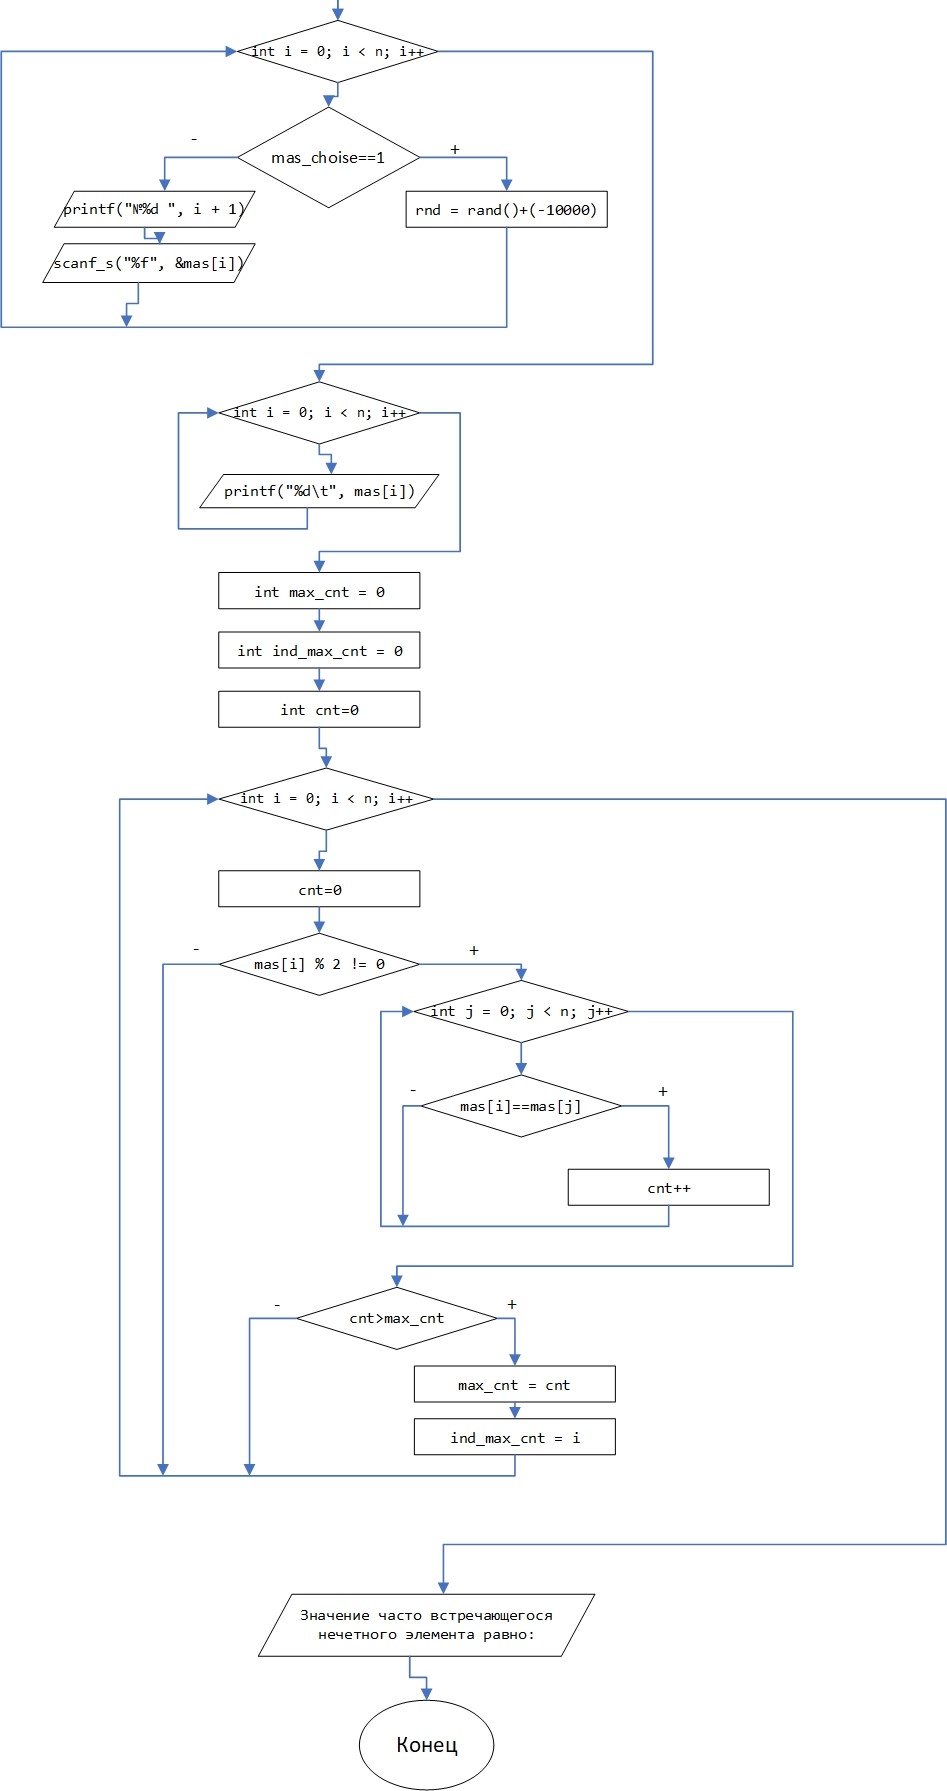 int i = 0; i < n; i++
mas_choise==1
-
+
printf("№%d ", i + 1)
rnd = rand()+(-10000)
scanf_s("%f", &mas[i])
int i = 0; i < n; i++
printf("%d\t", mas[i])
int max_cnt = 0
int ind_max_cnt = 0
int cnt=0
int i = 0; i < n; i++
cnt=0
-
+
mas[i] % 2 != 0
int j = 0; j < n; j++
-
+
mas[i]==mas[j]
cnt++
-
+
cnt>max_cnt
max_cnt = cnt
ind_max_cnt = i
Значение часто встречающегося
нечетного элемента равно:
Конец